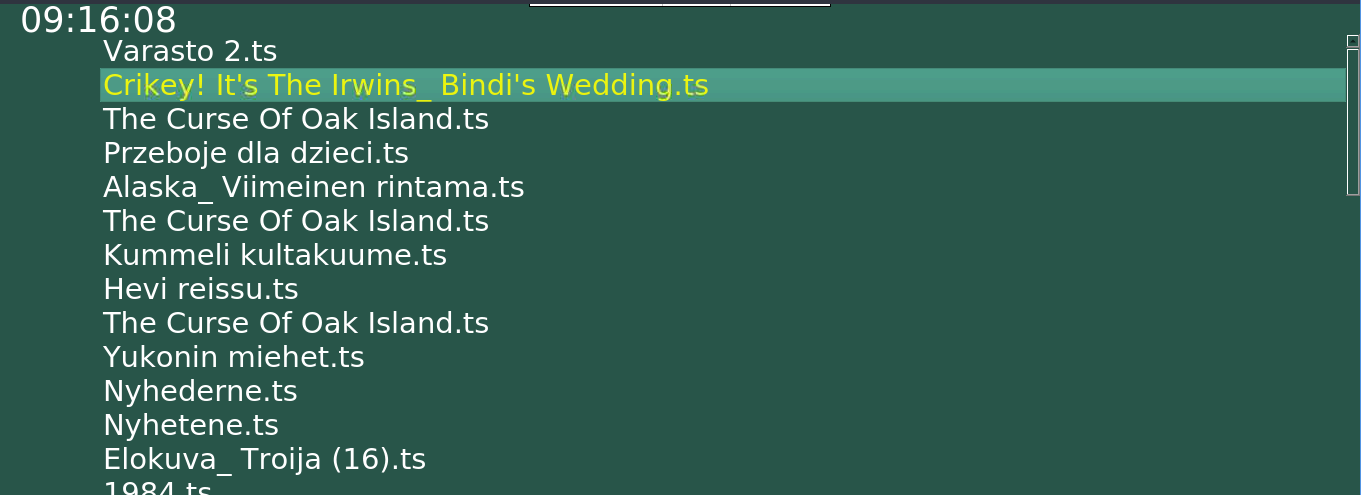 09:16:08
Varasto 2.ts
Crikey! It's The Irwins_ Bindi's Wedding.ts
The Curse Of Oak Island.ts
Przeboje dla dzieci.ts
Alaska_ Viimeinen rintama.ts
The Curse Of Oak Island.ts
Kummeli kultakuume.ts
Hevi reissu.ts
The Curse Of Oak Island.ts
Yukonin miehet.ts
Nyhederne.ts
Nyhetene.ts
Elokuva_ Troija (16).ts
1984.ts